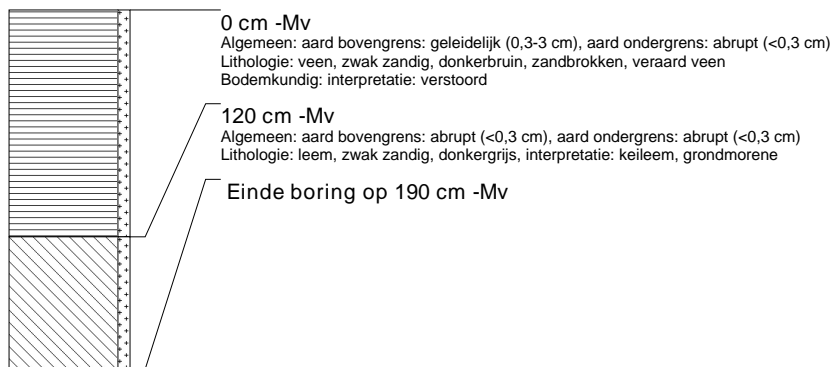 0 cm -Mv
Algemeen: aard bovengrens: geleidelijk (0,3-3 cm), aard ondergrens: abrupt (<0,3 cm)
Lithologie: veen, zwak zandig, donkerbruin, zandbrokken, veraard veen
Bodemkundig: interpretatie: verstoord
120 cm -Mv
Algemeen: aard bovengrens: abrupt (<0,3 cm), aard ondergrens: abrupt (<0,3 cm)
Lithologie: leem, zwak zandig, donkergrijs, interpretatie: keileem, grondmorene
Einde boring op 190 cm -Mv